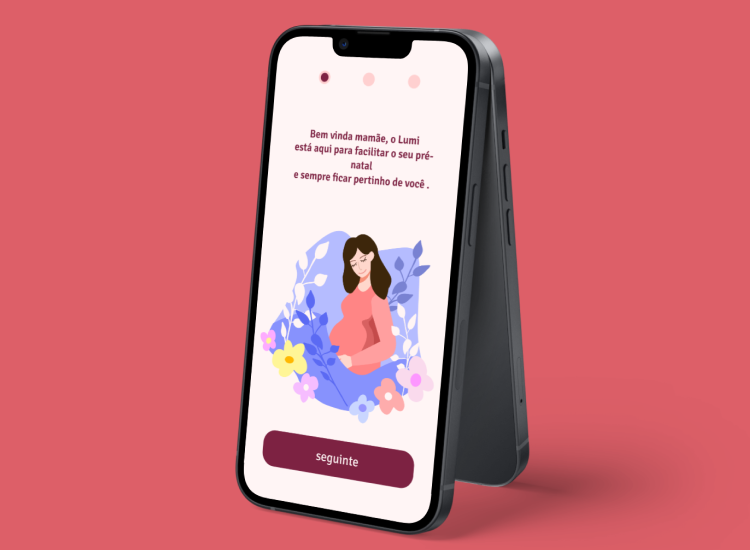 Bem vinda mamãe, o Lumi
está aqui para facilitar o seu pré-
natal
e sempre ficar pertinho de você .
seguinte